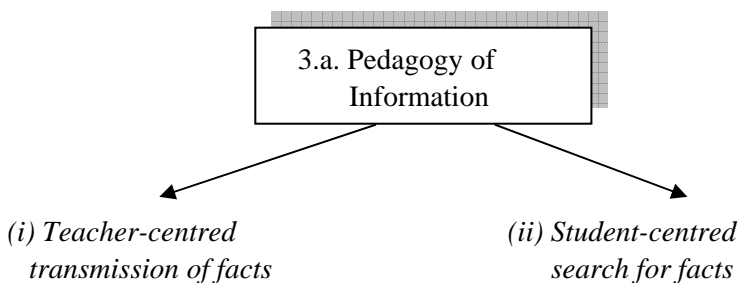 3.a. Pedagogy of
Information
(i) Teacher-centred
transmission of facts
(ii) Student-centred
search for facts